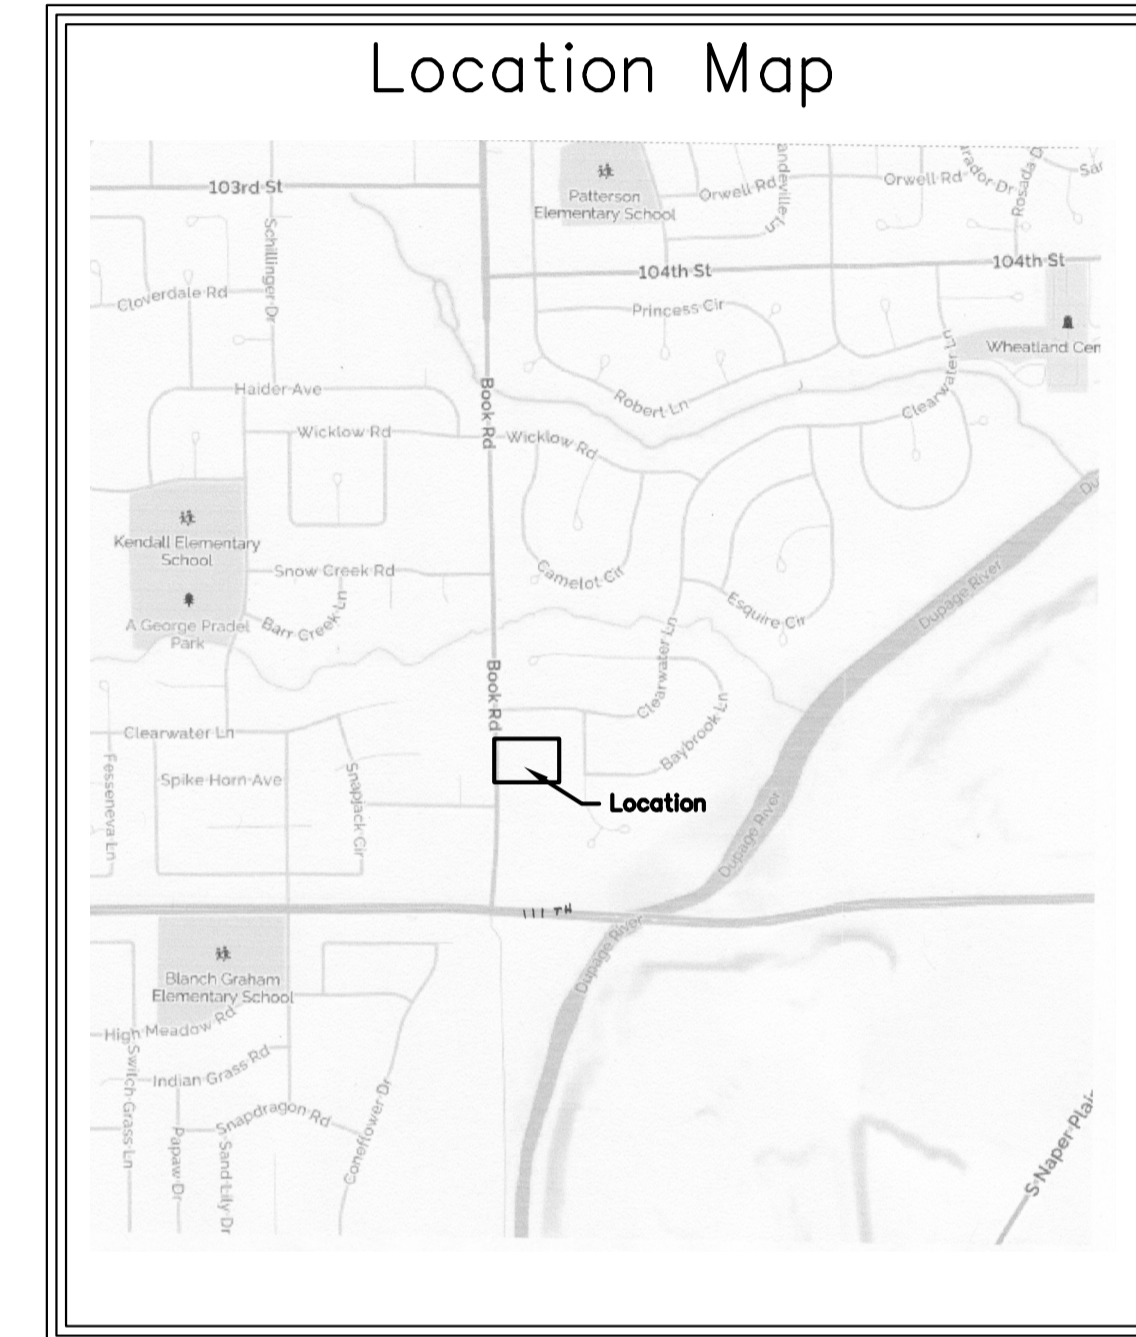 Location Map
103rd St
Patterson
Elementary School
Orwell Rd
Orwell Rd
Rosada D
104th St
104th St
Schillinger Dr
Cloverdale Rd
Princess Cir
Wheatland Cen
Haider Ave
Book Rd
Robert Ln
Clearwater Ln
Wicklow Rd
Wicklow Rd
Kendall Elementary
School
Snow Creek Rd
Camelot Cir
Dupage River
A George Pradel
Park
Barr Creek Ln
Esquire Cir
Clearwater Ln
Book Rd
Baybrook Ln
Clearwater Ln
Fesseneva Ln
Spike Horn Ave
Snapjack Cir
Location
Dupage River
111 TH
Dupage River
Blanch Graham
Elementary School
High Meadow Rd
Switch Grass Ln
Indian Grass Rd
Snapdragon Rd
Coneflower Dr
Papaw Dr
Sand Lily Dr
S Naper Plai